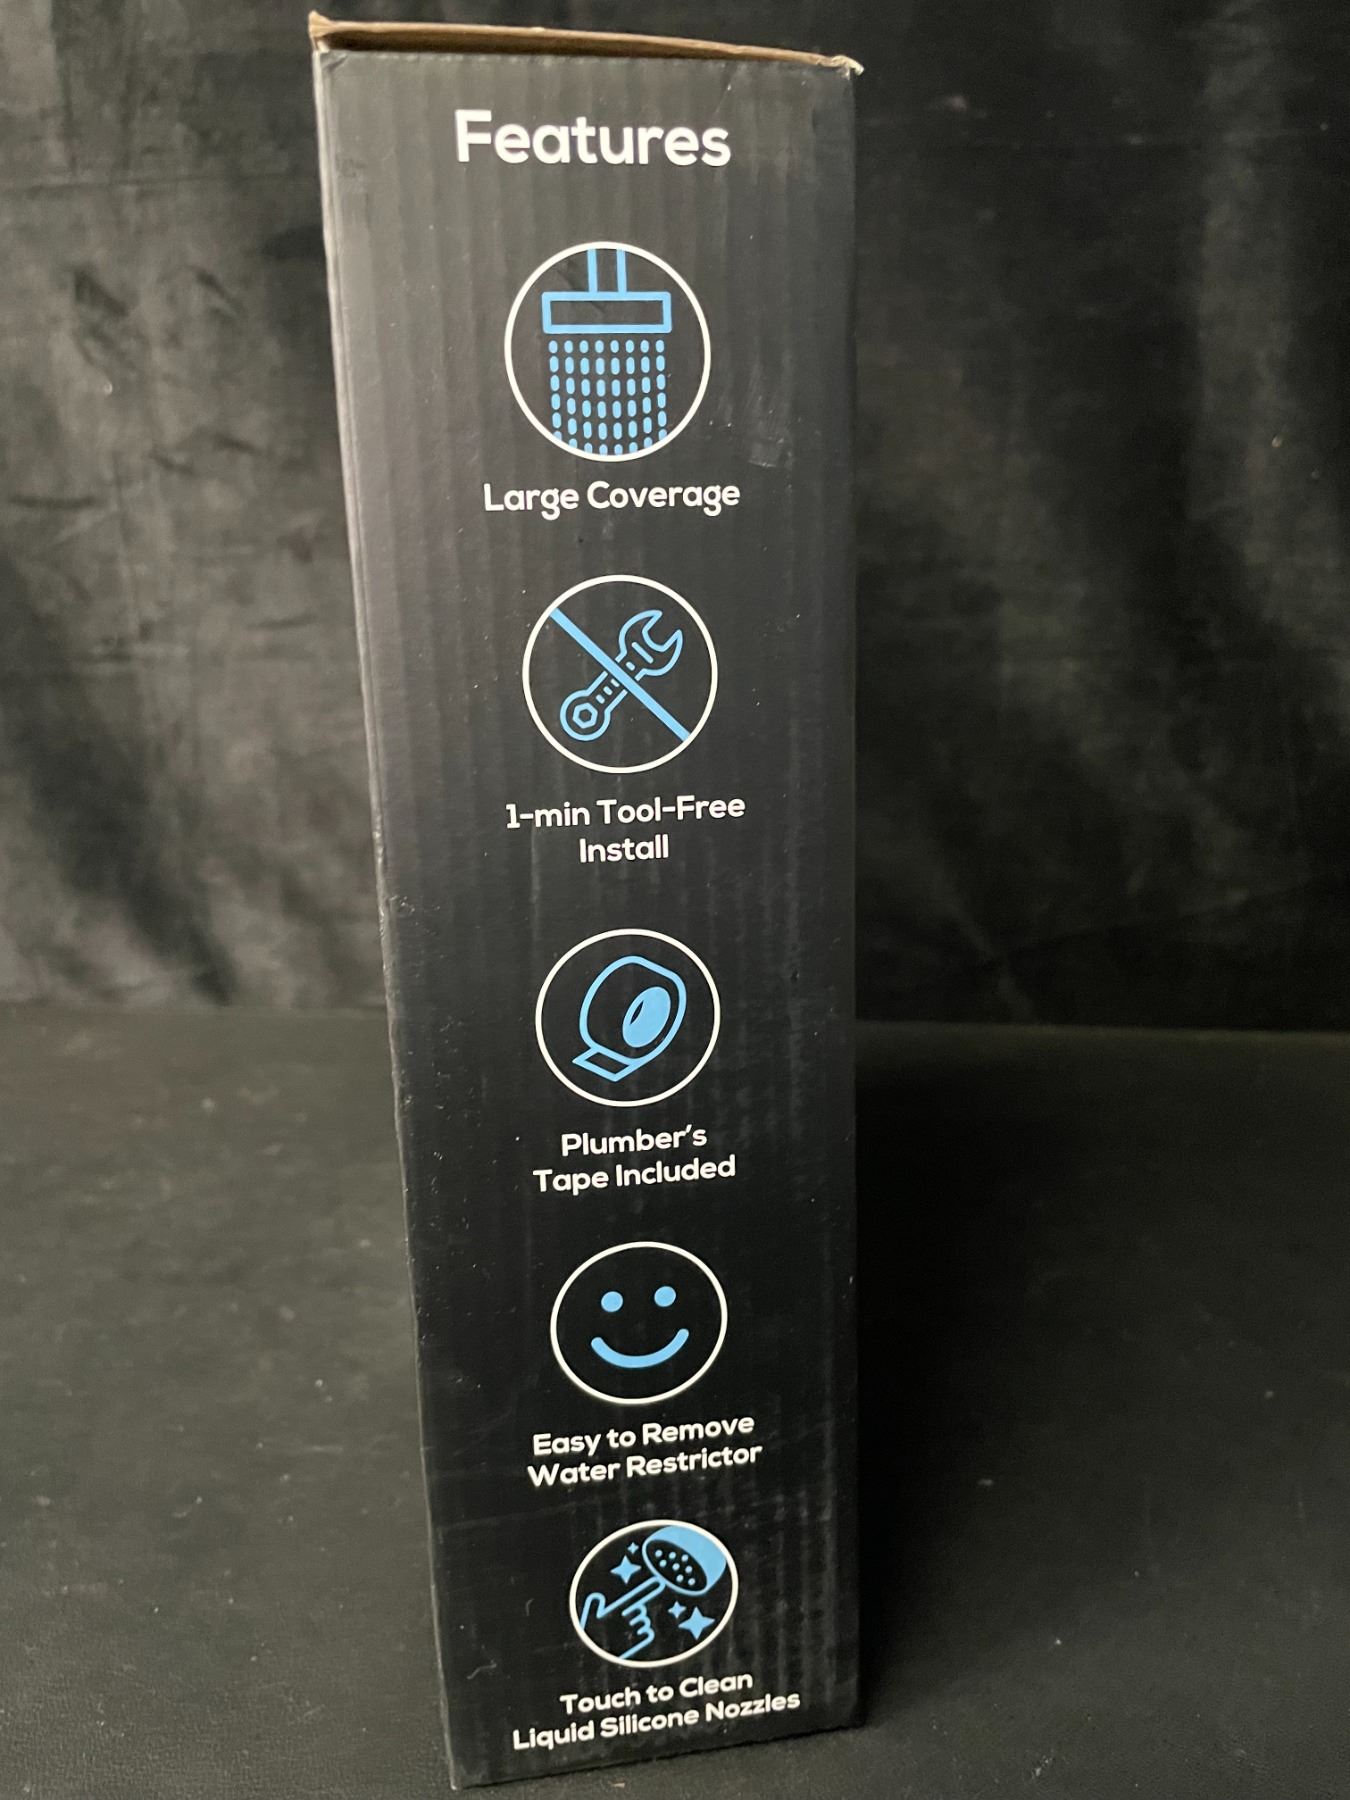 Features
Large Coverage
1-min Tool-Free
Install
Plumber's
Tape Included
Easy to Remove
Water Restrictor
Touch to Clean
Liquid Silicone Nozzles